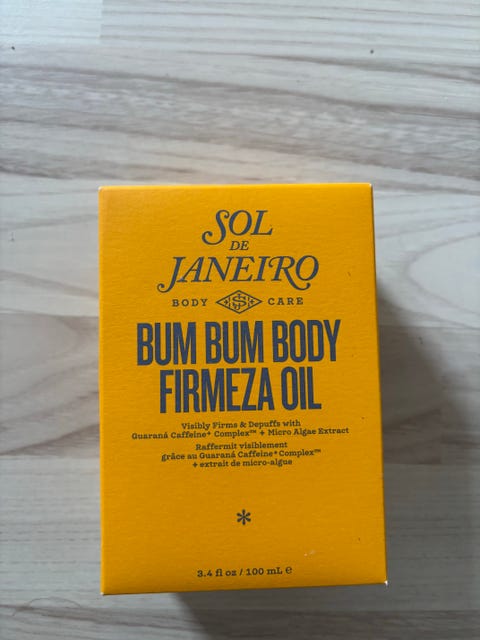 SOL
DE
JANEIRO
BODY CARE
BUM BUM BODY
FIRMEZA OIL
Visibly Firms & Depuffs with
Guaraná Caffeine⁺ Complex™ + Micro Algae Extract
Raffermit visiblement
grâce au Guaraná Caffeine⁺Complex™
+ extrait de micro-algue
*
3.4 fl oz / 100 mL ℮